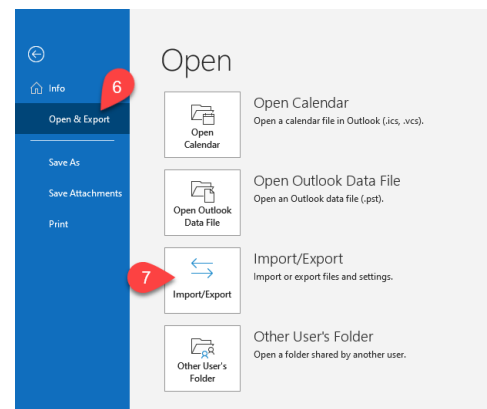 Info
6
Open & Export
Save As
Save Attachments
Print
Open
Open
Calendar
Open Calendar
Open a calendar file in Outlook (.ics, .vcs).
Open Outlook
Data File
Open Outlook Data File
Open an Outlook data file (.pst).
7
Import/Export
Import/Export
Import or export files and settings.
Other User's
Folder
Other User's Folder
Open a folder shared by another user.